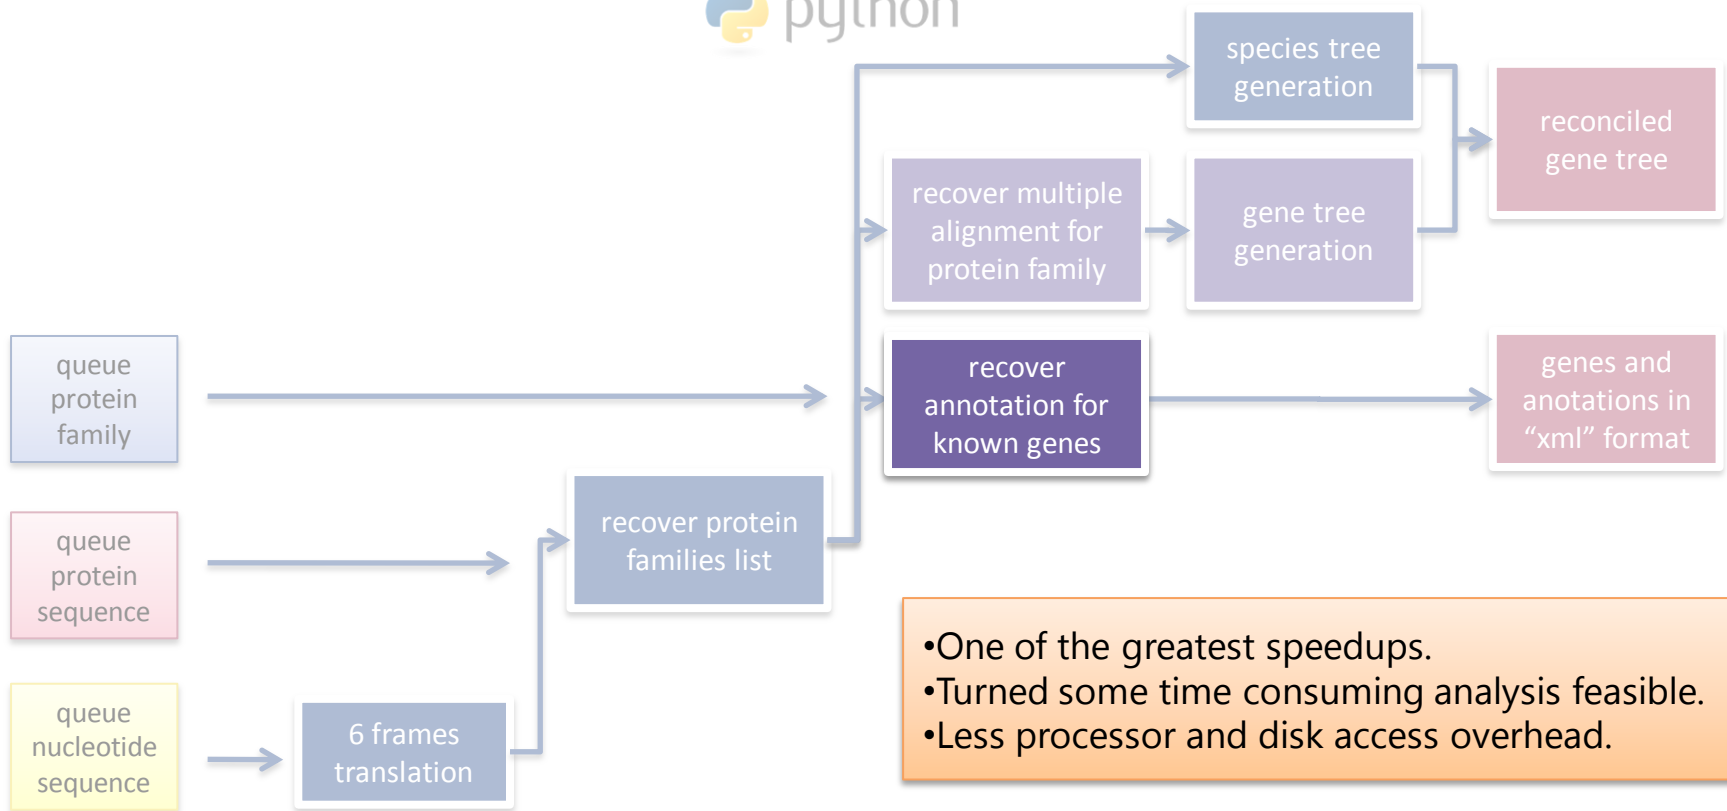 python
species tree
generation
reconciled
gene tree
recover multiple
alignment for
protein family
gene tree
generation
queue
protein
family
recover
annotation for
known genes
genes and
anotations in
“xml” format
queue
protein
sequence
recover protein
families list
queue
nucleotide
sequence
6 frames
translation
•One of the greatest speedups.
•Turned some time consuming analysis feasible.
•Less processor and disk access overhead.